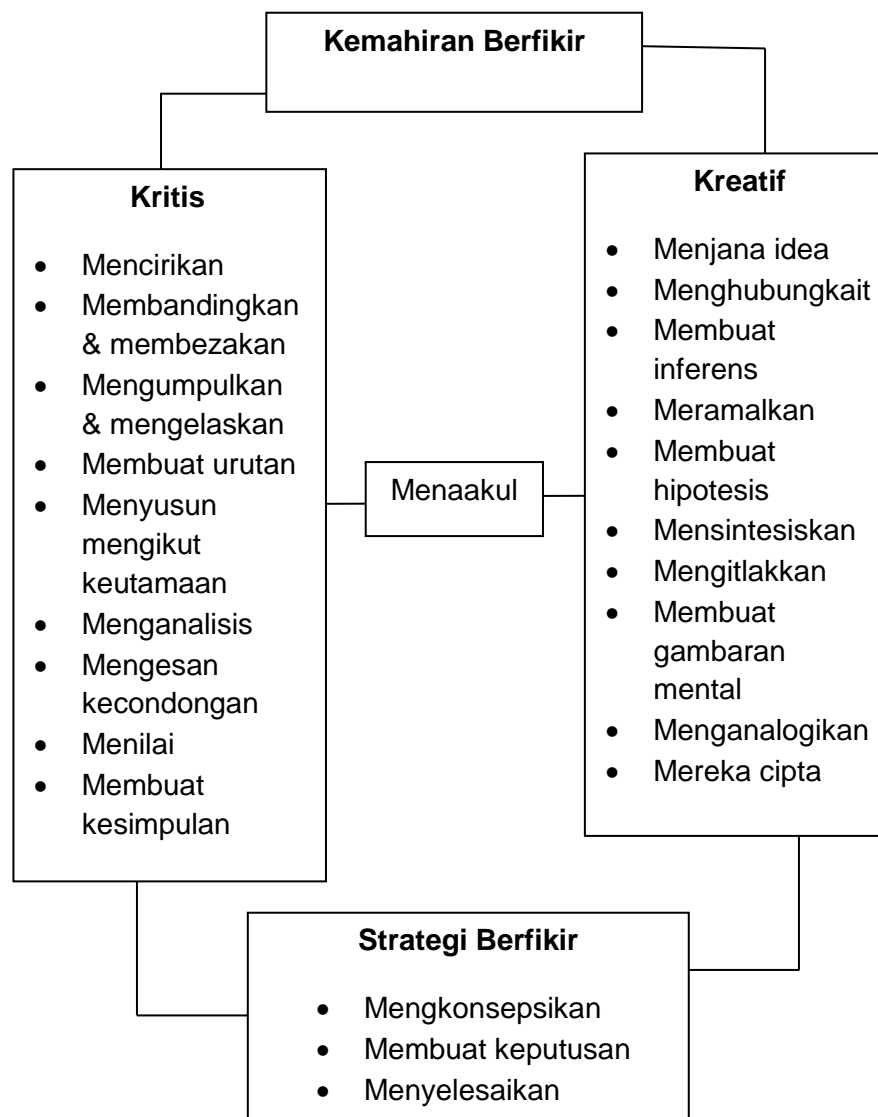 Kemahiran Berfikir
Kritis
• Mencirikan
• Membandingkan
& membezakan
• Mengumpulkan
& mengelaskan
• Membuat urutan
• Menyusun
mengikut
keutamaan
• Menganalisis
• Mengesan
kecondongan
• Menilai
• Membuat
kesimpulan
Menaakul
Kreatif
• Menjana idea
• Menghubungkait
• Membuat
inferens
• Meramalkan
• Membuat
hipotesis
• Mensintesiskan
• Mengitlakkan
• Membuat
gambaran
mental
• Menganalogikan
• Mereka cipta
Strategi Berfikir
• Mengkonsepsikan
• Membuat keputusan
• Menyelesaikan